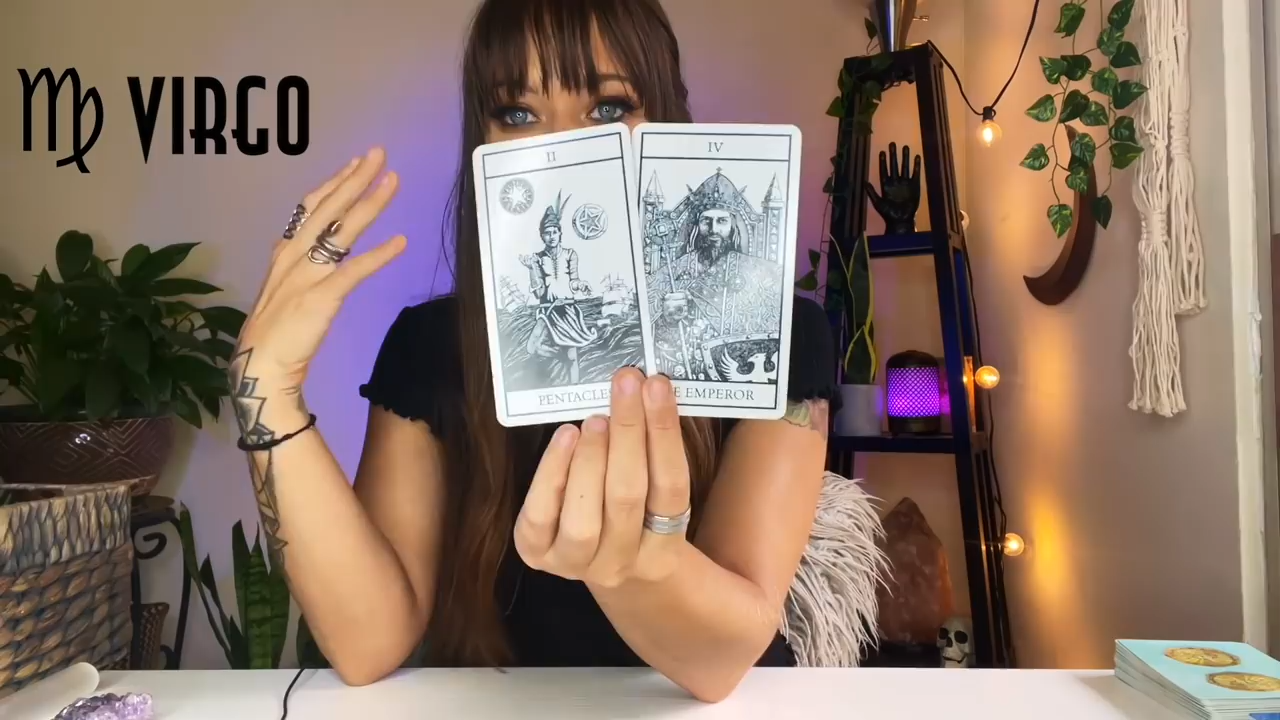 ♍ VIRGO
II
IV
PENTACLES
EMPEROR